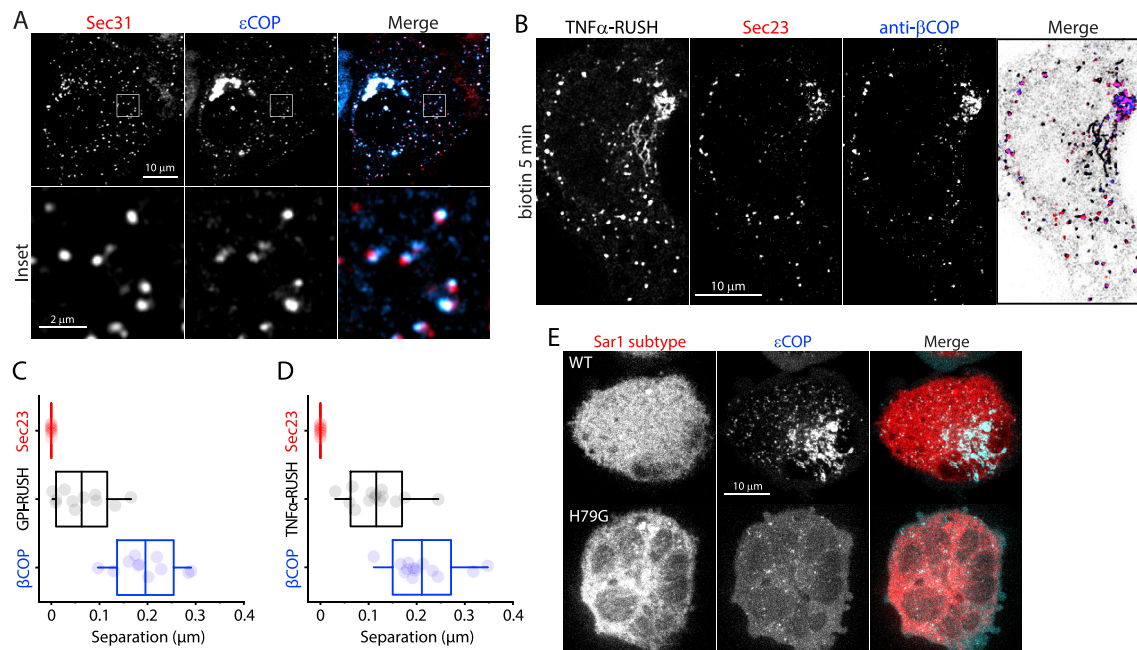 A
Sec31
εCOP
Merge
10 μm
Inset
2 μm
B
TNFα-RUSH
Sec23
anti-βCOP
Merge
biotin 5 min
10 μm
C
Sec23
GPI-RUSH
βCOP
0.0
0.1
0.2
0.3
0.4
Separation (μm)
D
Sec23
TNFα-RUSH
βCOP
0.0
0.1
0.2
0.3
0.4
Separation (μm)
E
Sar1 subtype
εCOP
Merge
WT
10 μm
H79G